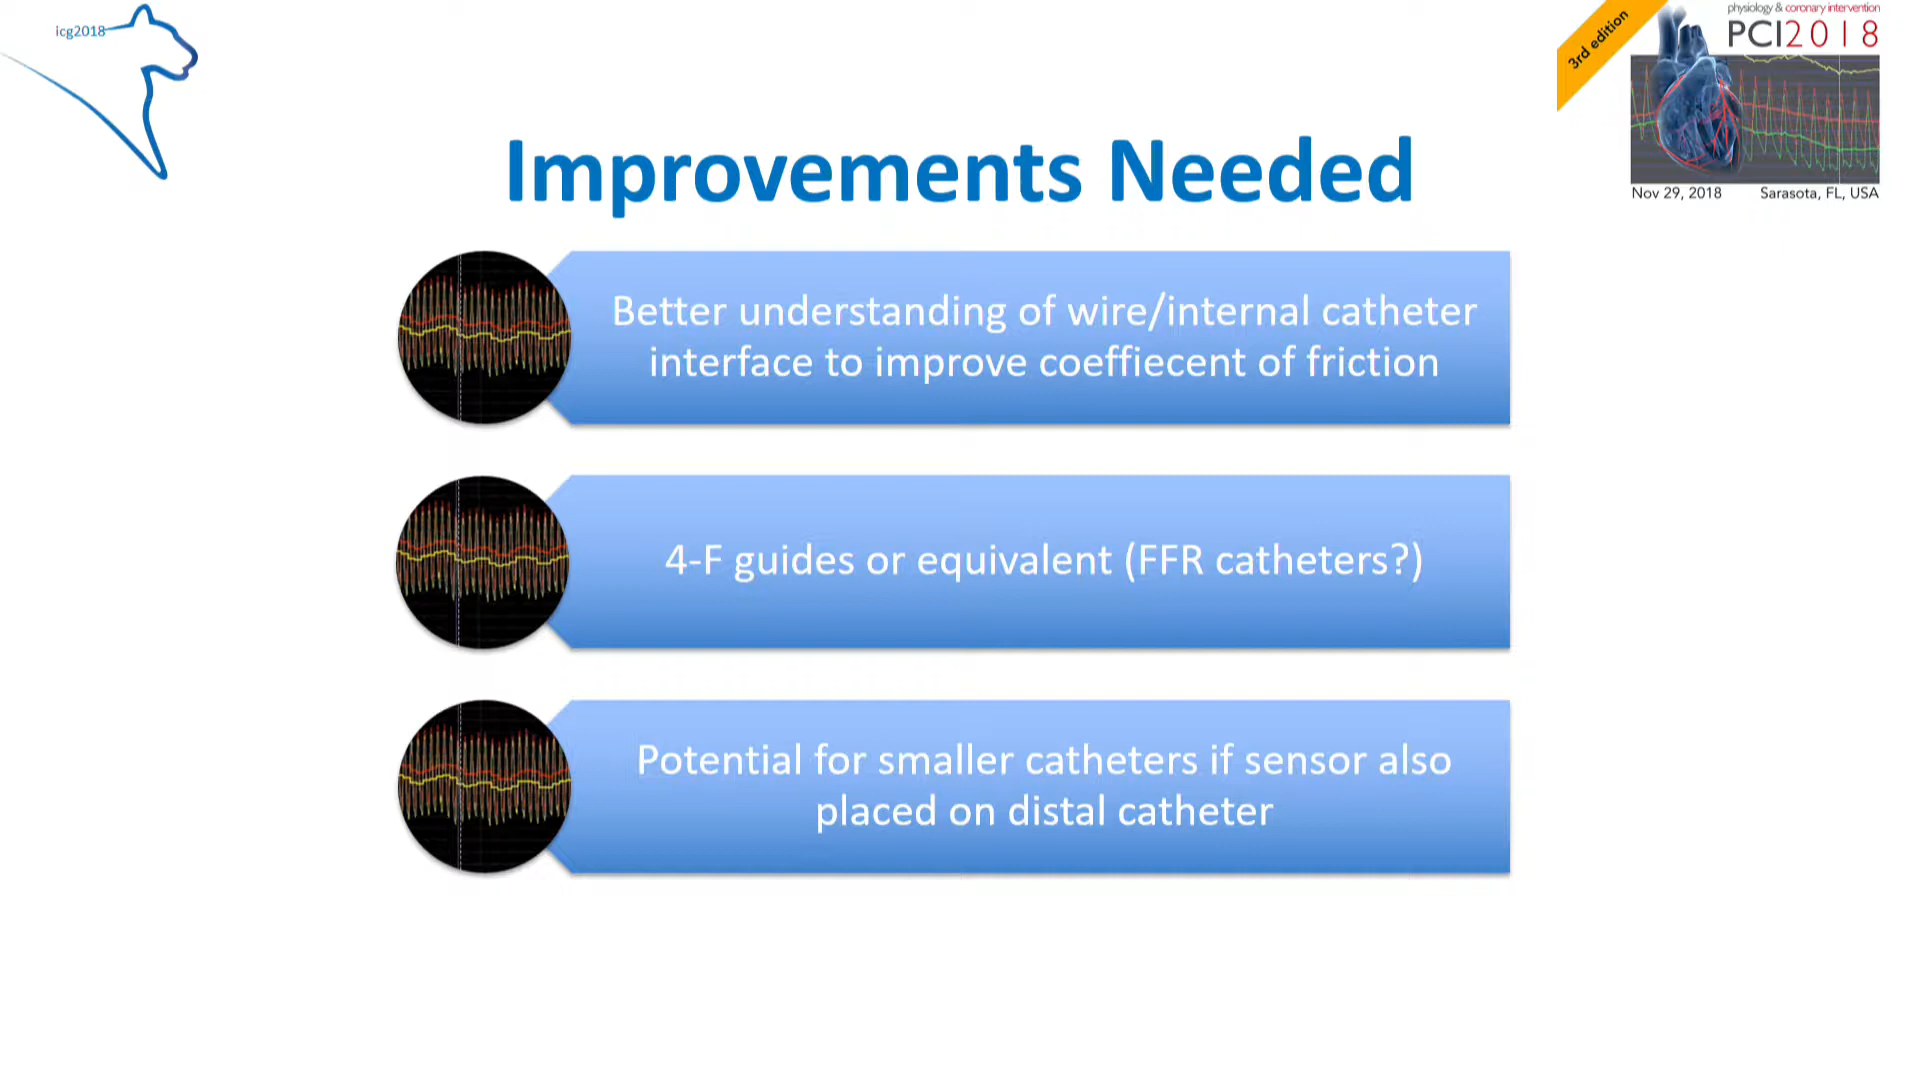 icg2018
3rd edition
physiology & coronary intervention
PCI2018
Nov 29, 2018 Sarasota, FL, USA
Improvements Needed
Better understanding of wire/internal catheter
interface to improve coeffiecent of friction
4-F guides or equivalent (FFR catheters?)
Potential for smaller catheters if sensor also
placed on distal catheter